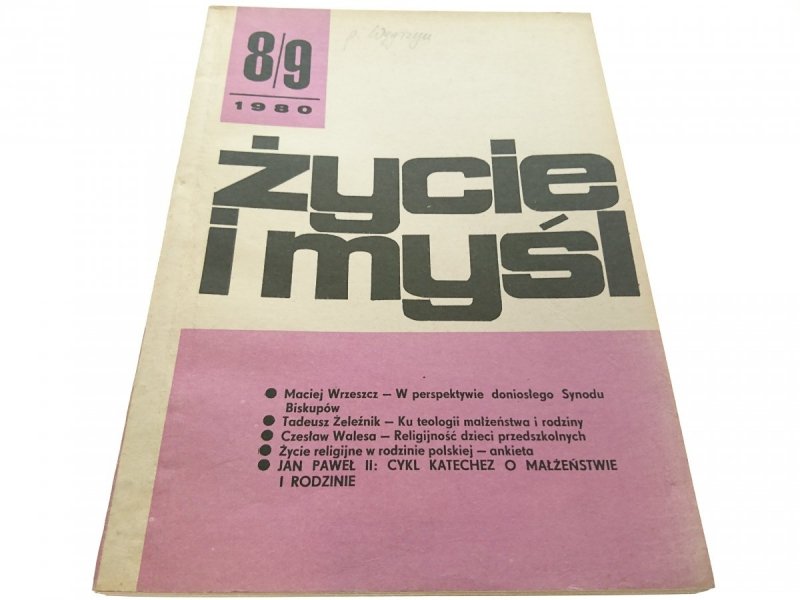 8/9
1980
życie
i myśl
● Maciej Wrzeszcz — W perspektywie doniosłego Synodu
Biskupów
● Tadeusz Żeleźnik — Ku teologii małżeństwa i rodziny
● Czesław Walesa — Religijność dzieci przedszkolnych
● Życie religijne w rodzinie polskiej — ankieta
● JAN PAWEŁ II: CYKL KATECHEZ O MAŁŻEŃSTWIE
I RODZINIE